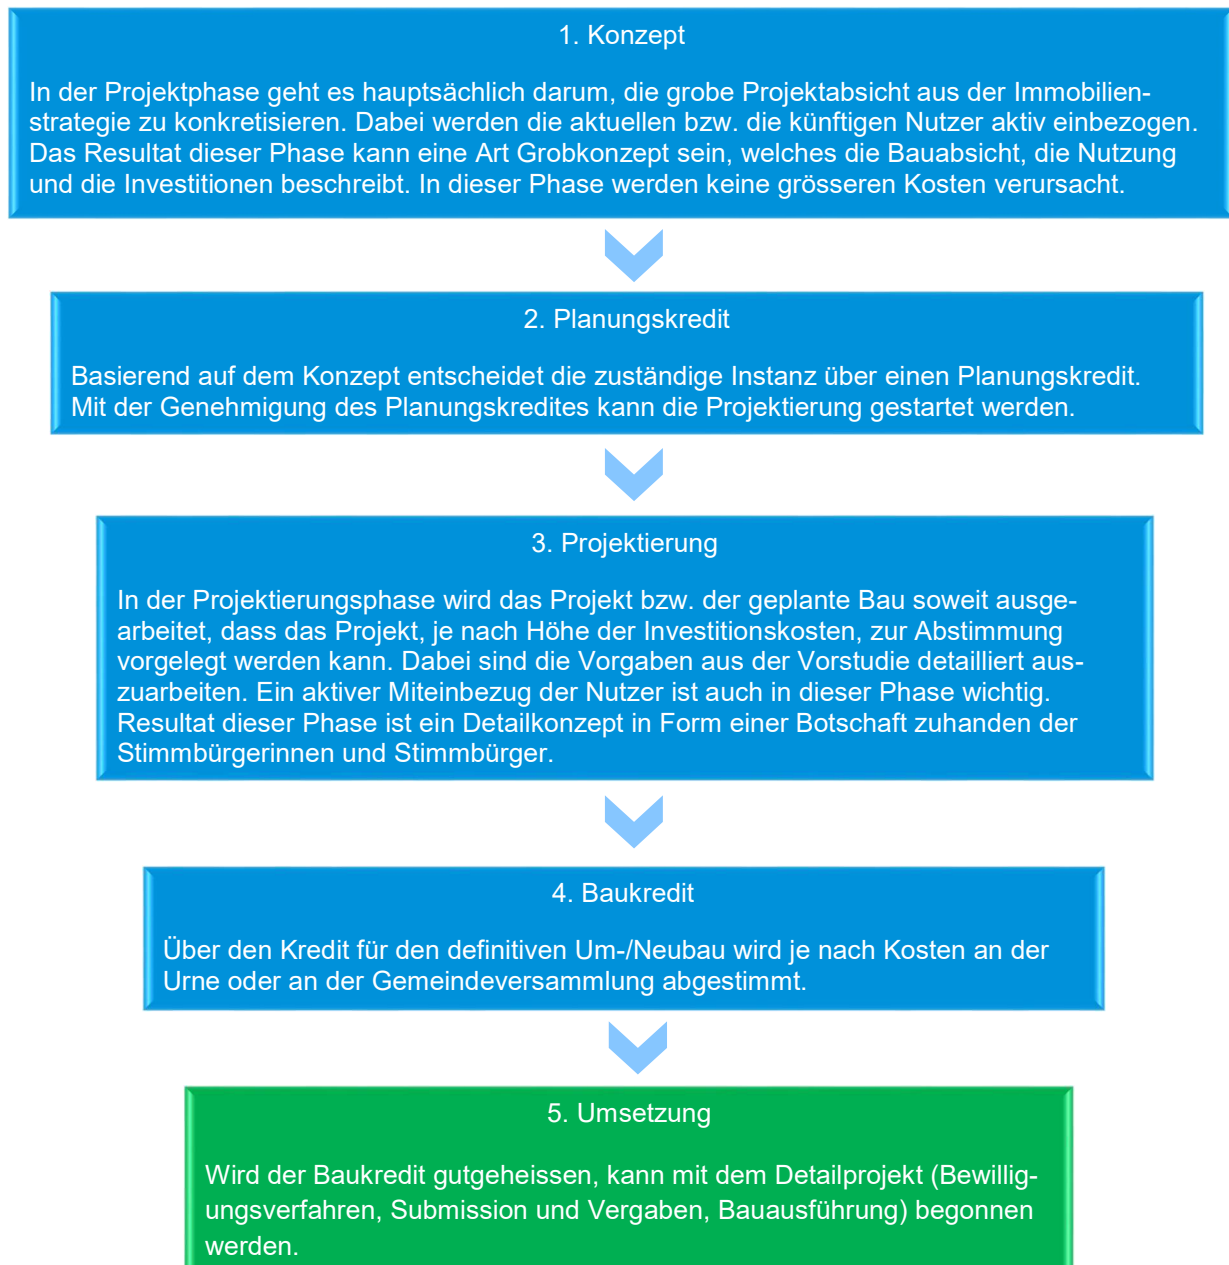 1. Konzept
In der Projektphase geht es hauptsächlich darum, die grobe Projektabsicht aus der Immobilien-
strategie zu konkretisieren. Dabei werden die aktuellen bzw. die künftigen Nutzer aktiv einbezogen.
Das Resultat dieser Phase kann eine Art Grobkonzept sein, welches die Bauabsicht, die Nutzung
und die Investitionen beschreibt. In dieser Phase werden keine grösseren Kosten verursacht.
2. Planungskredit
Basierend auf dem Konzept entscheidet die zuständige Instanz über einen Planungskredit.
Mit der Genehmigung des Planungskredites kann die Projektierung gestartet werden.
3. Projektierung
In der Projektierungsphase wird das Projekt bzw. der geplante Bau soweit ausge-
arbeitet, dass das Projekt, je nach Höhe der Investitionskosten, zur Abstimmung
vorgelegt werden kann. Dabei sind die Vorgaben aus der Vorstudie detailliert aus-
zuarbeiten. Ein aktiver Miteinbezug der Nutzer ist auch in dieser Phase wichtig.
Resultat dieser Phase ist ein Detailkonzept in Form einer Botschaft zuhanden der
Stimmbürgerinnen und Stimmbürger.
4. Baukredit
Über den Kredit für den definitiven Um-/Neubau wird je nach Kosten an der
Urne oder an der Gemeindeversammlung abgestimmt.
5. Umsetzung
Wird der Baukredit gutgeheissen, kann mit dem Detailprojekt (Bewillig-
ungsverfahren, Submission und Vergaben, Bauausführung) begonnen
werden.